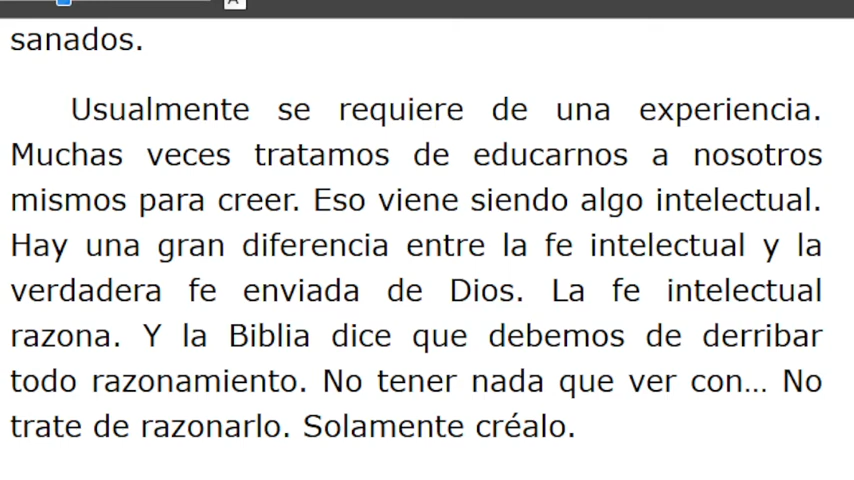 A
sanados.
Usualmente se requiere de una experiencia.
Muchas veces tratamos de educarnos a nosotros
mismos para creer. Eso viene siendo algo intelectual.
Hay una gran diferencia entre la fe intelectual y la
verdadera fe enviada de Dios. La fe intelectual
razona. Y la Biblia dice que debemos de derribar
todo razonamiento. No tener nada que ver con... No
trate de razonarlo. Solamente créalo.